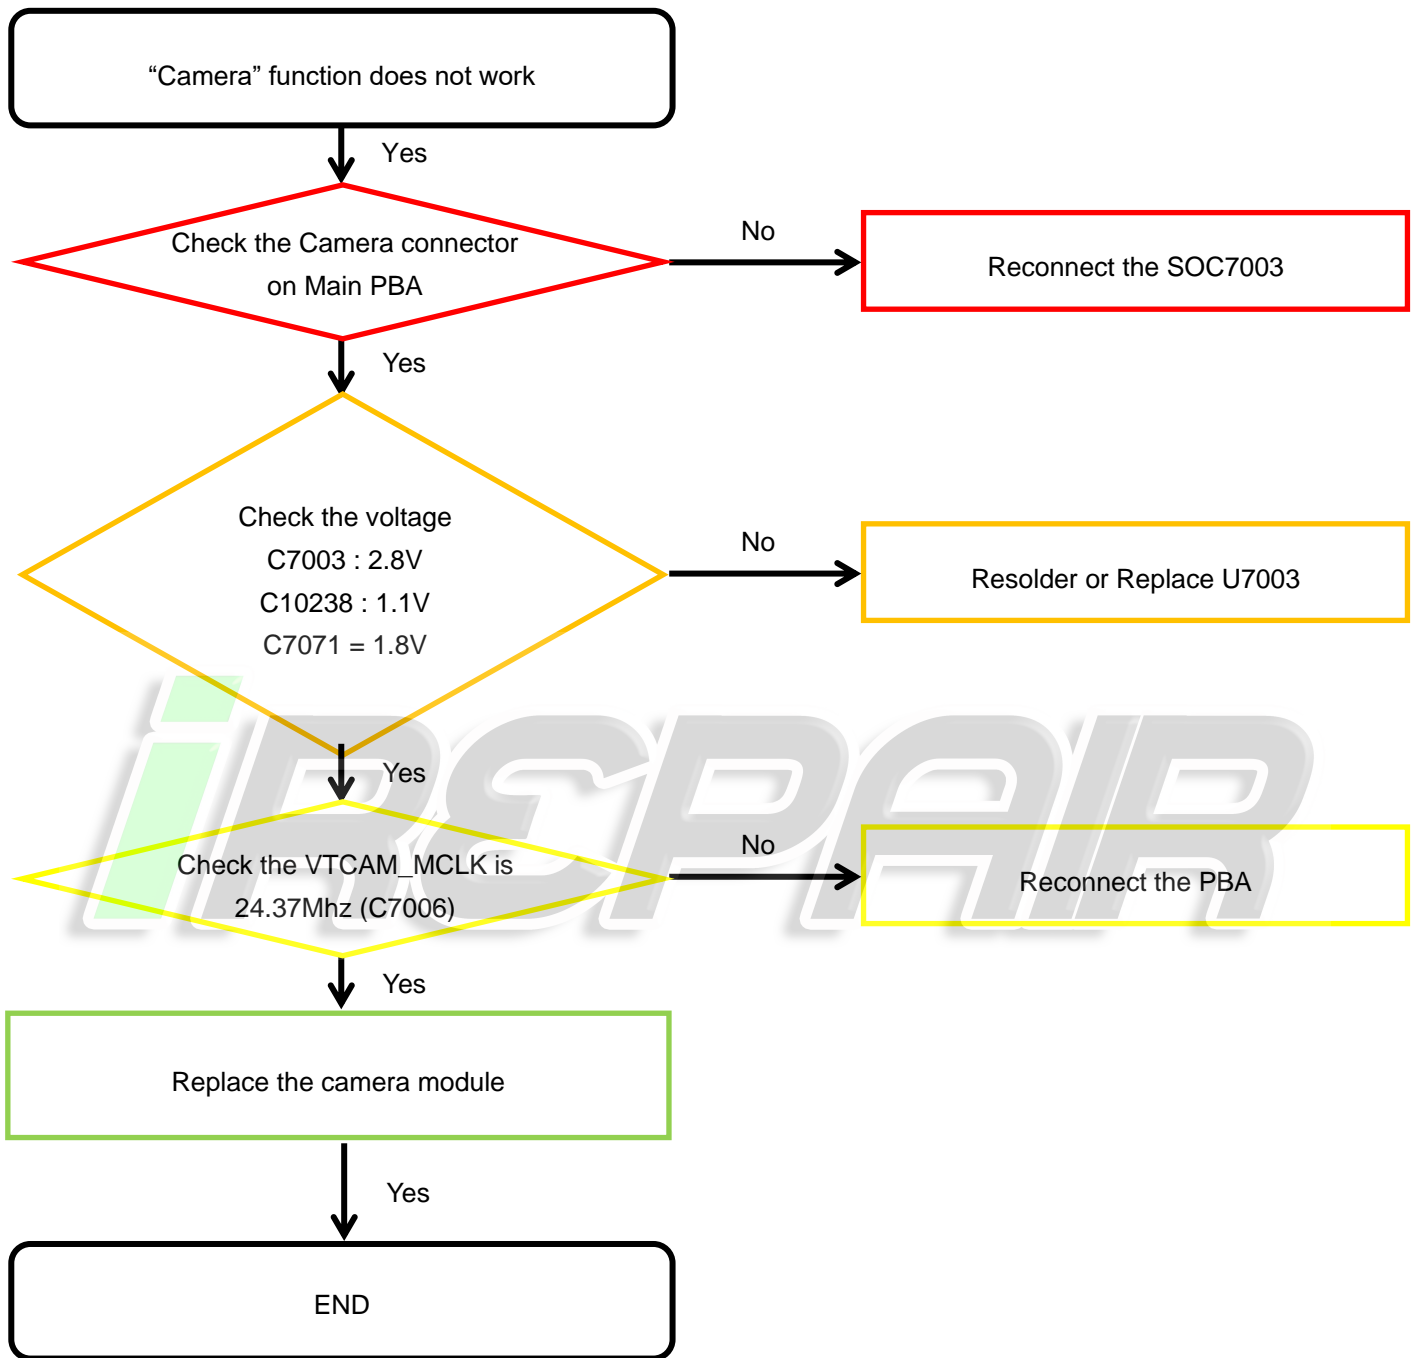 “Camera” function does not work
Yes
Check the Camera connector
on Main PBA
No
Reconnect the SOC7003
Yes
Check the voltage
C7003 : 2.8V
C10238 : 1.1V
C7071 = 1.8V
No
Resolder or Replace U7003
Yes
Check the VTCAM_MCLK is
24.37Mhz (C7006)
No
Reconnect the PBA
Yes
Replace the camera module
Yes
END
iREPAIR